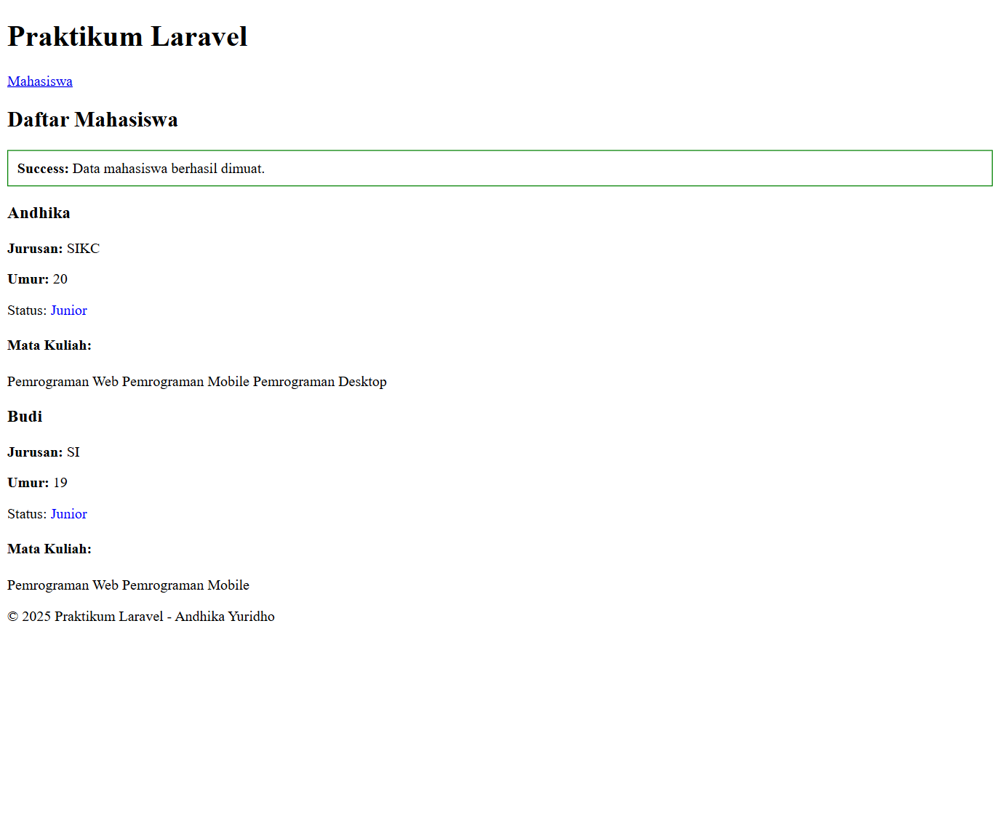 Praktikum Laravel
Mahasiswa
Daftar Mahasiswa
Success: Data mahasiswa berhasil dimuat.
Andhika
Jurusan: SIKC
Umur: 20
Status: Junior
Mata Kuliah:
Pemrograman Web Pemrograman Mobile Pemrograman Desktop
Budi
Jurusan: SI
Umur: 19
Status: Junior
Mata Kuliah:
Pemrograman Web Pemrograman Mobile
© 2025 Praktikum Laravel - Andhika Yuridho